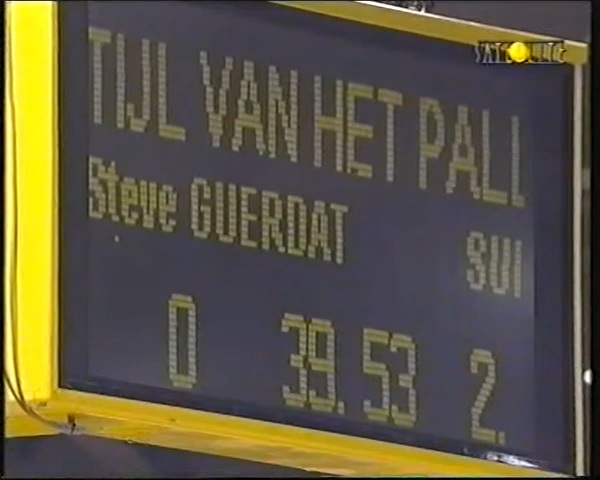 TIJL VAN HET PALL
Steve GUERDAT
SUI
0 39.53 2.